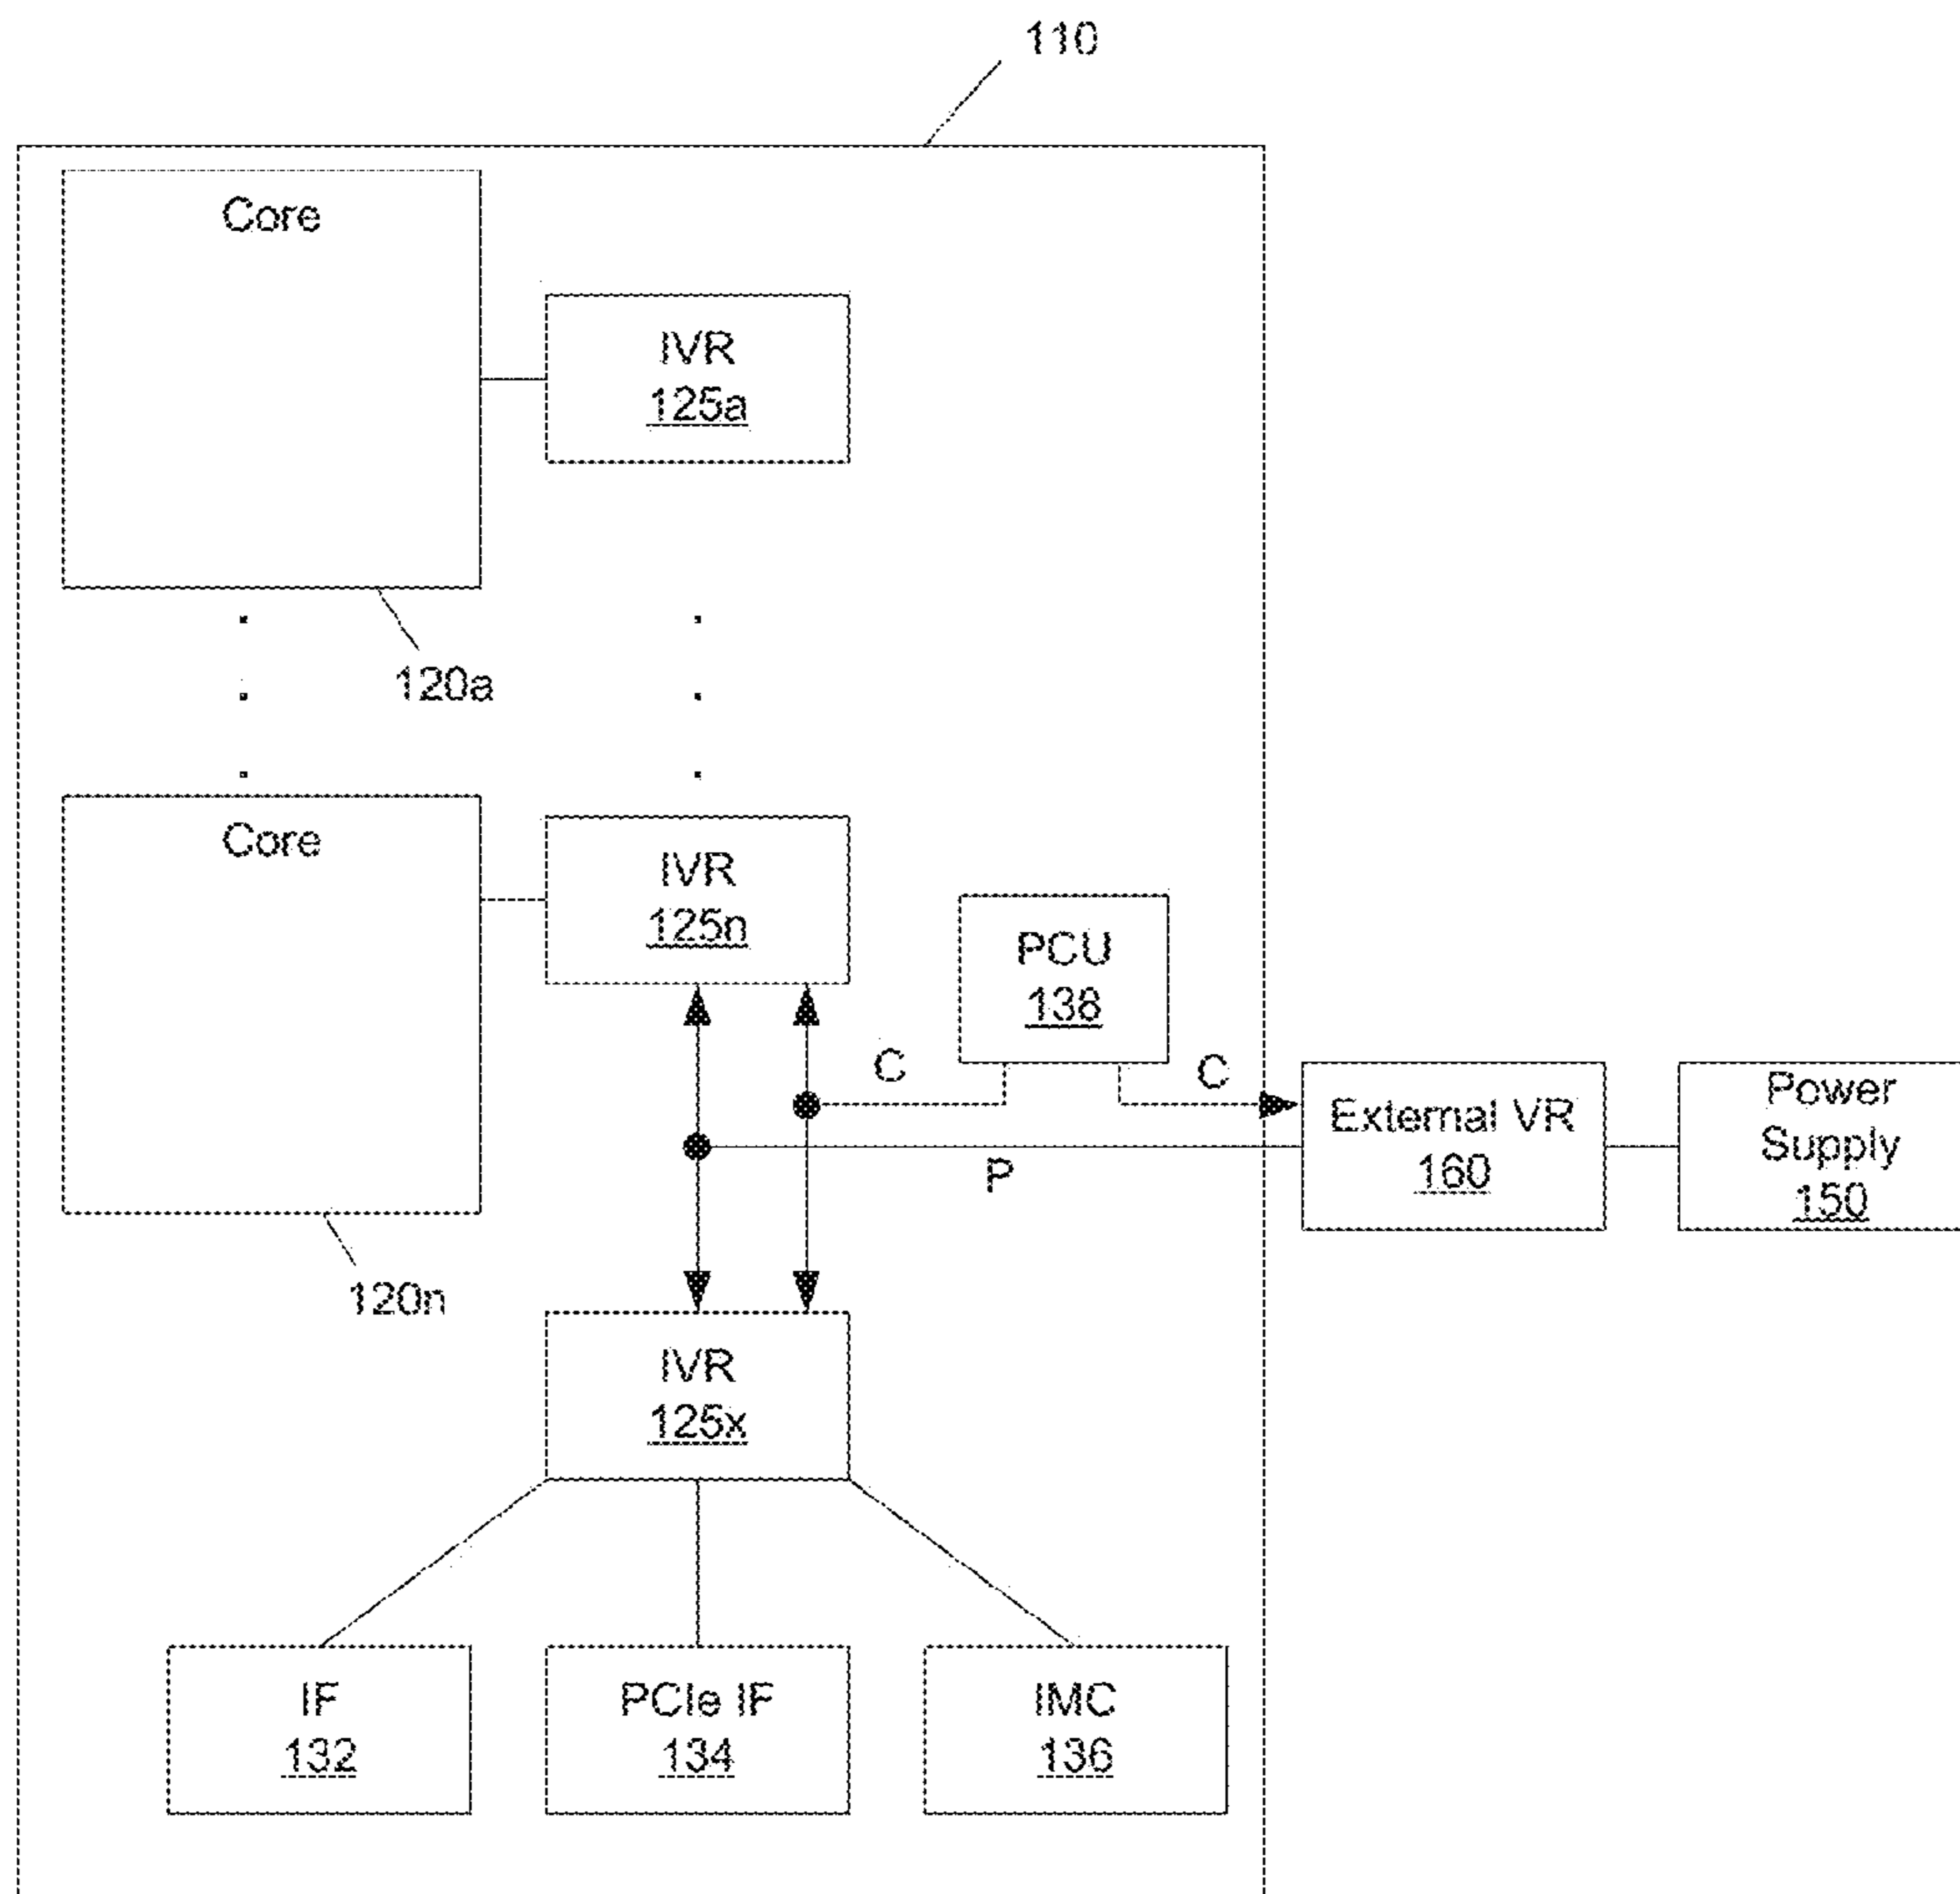 110
Core
IVR
125a
120a
Core
IVR
125n
PCU
138
C
C
External VR
160
Power
Supply
150
P
120n
IVR
125x
IF
132
PCIe IF
134
IMC
136